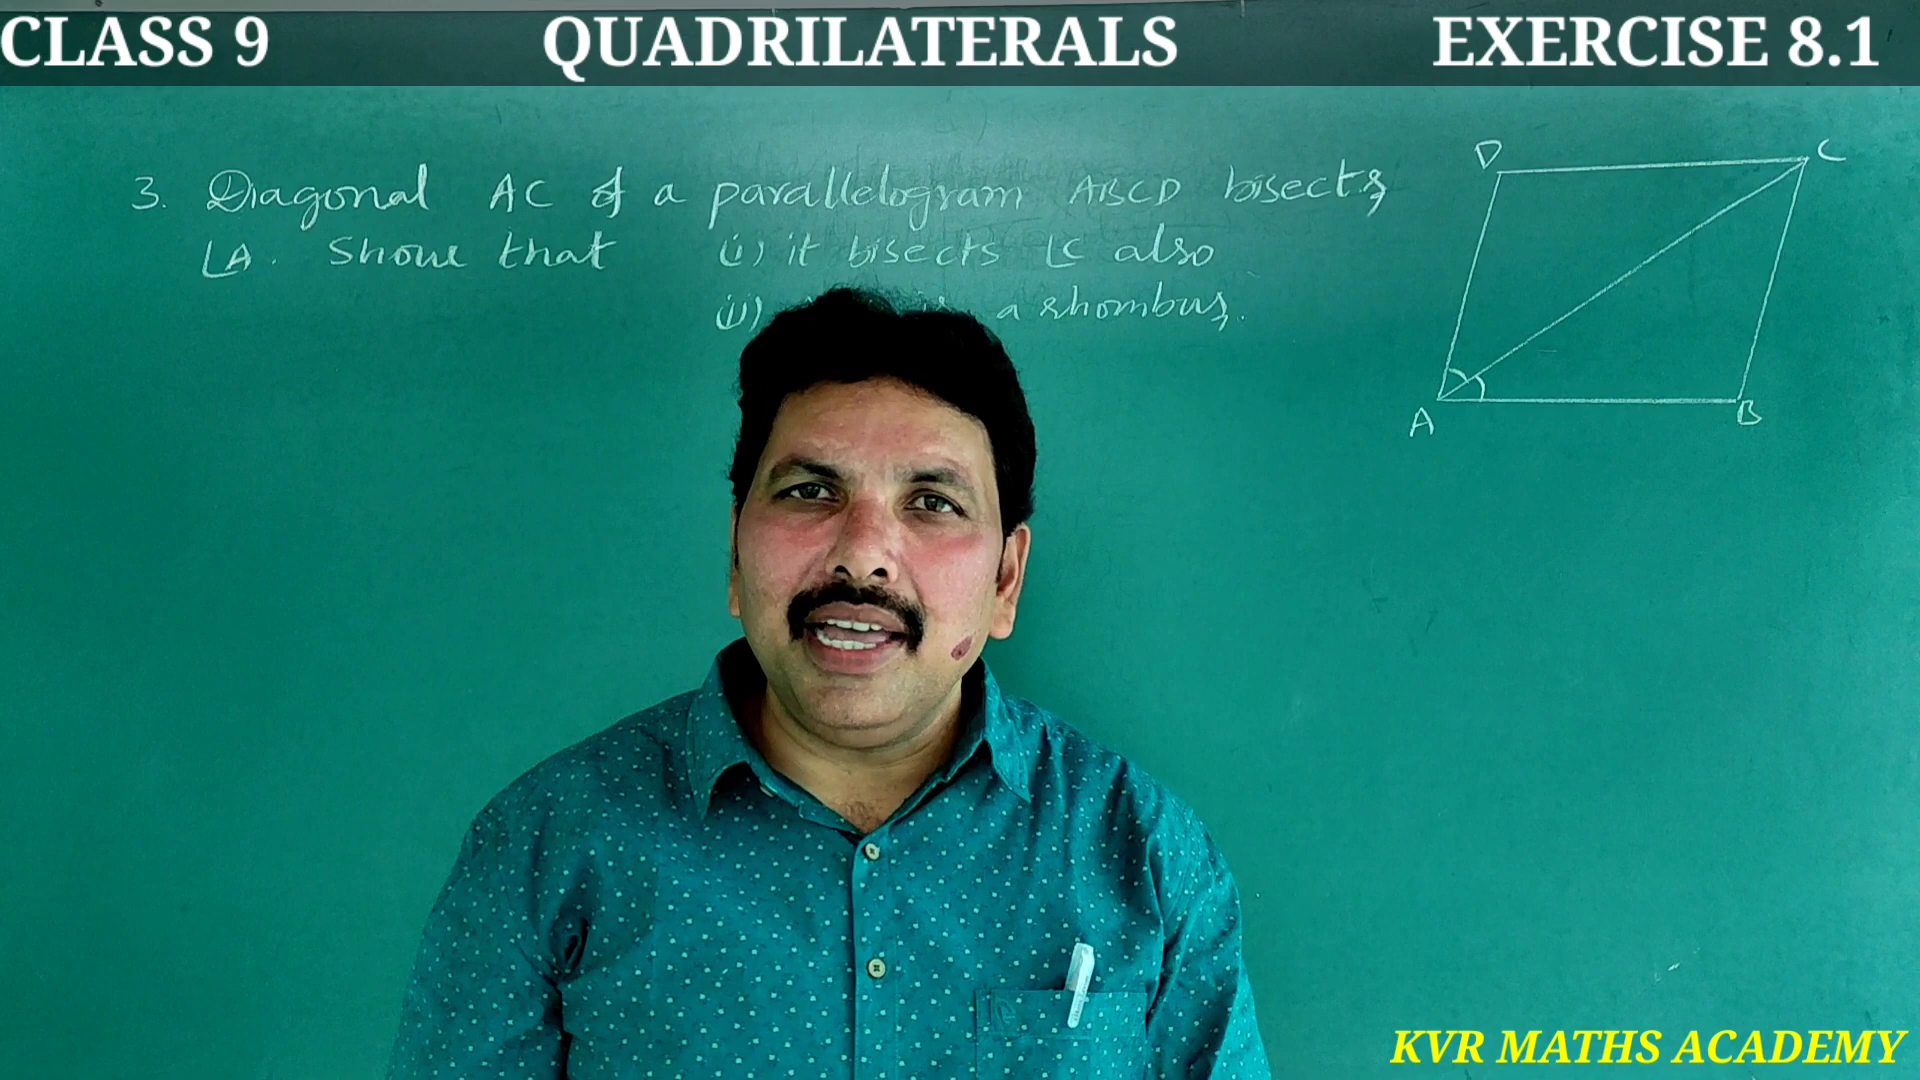 CLASS 9 QUADRILATERALS EXERCISE 8.1
3. Diagonal AC of a parallelogram ABCD bisects
∠A. Show that (i) it bisects ∠C also
(ii) a rhombus.
D C
A B
KVR MATHS ACADEMY